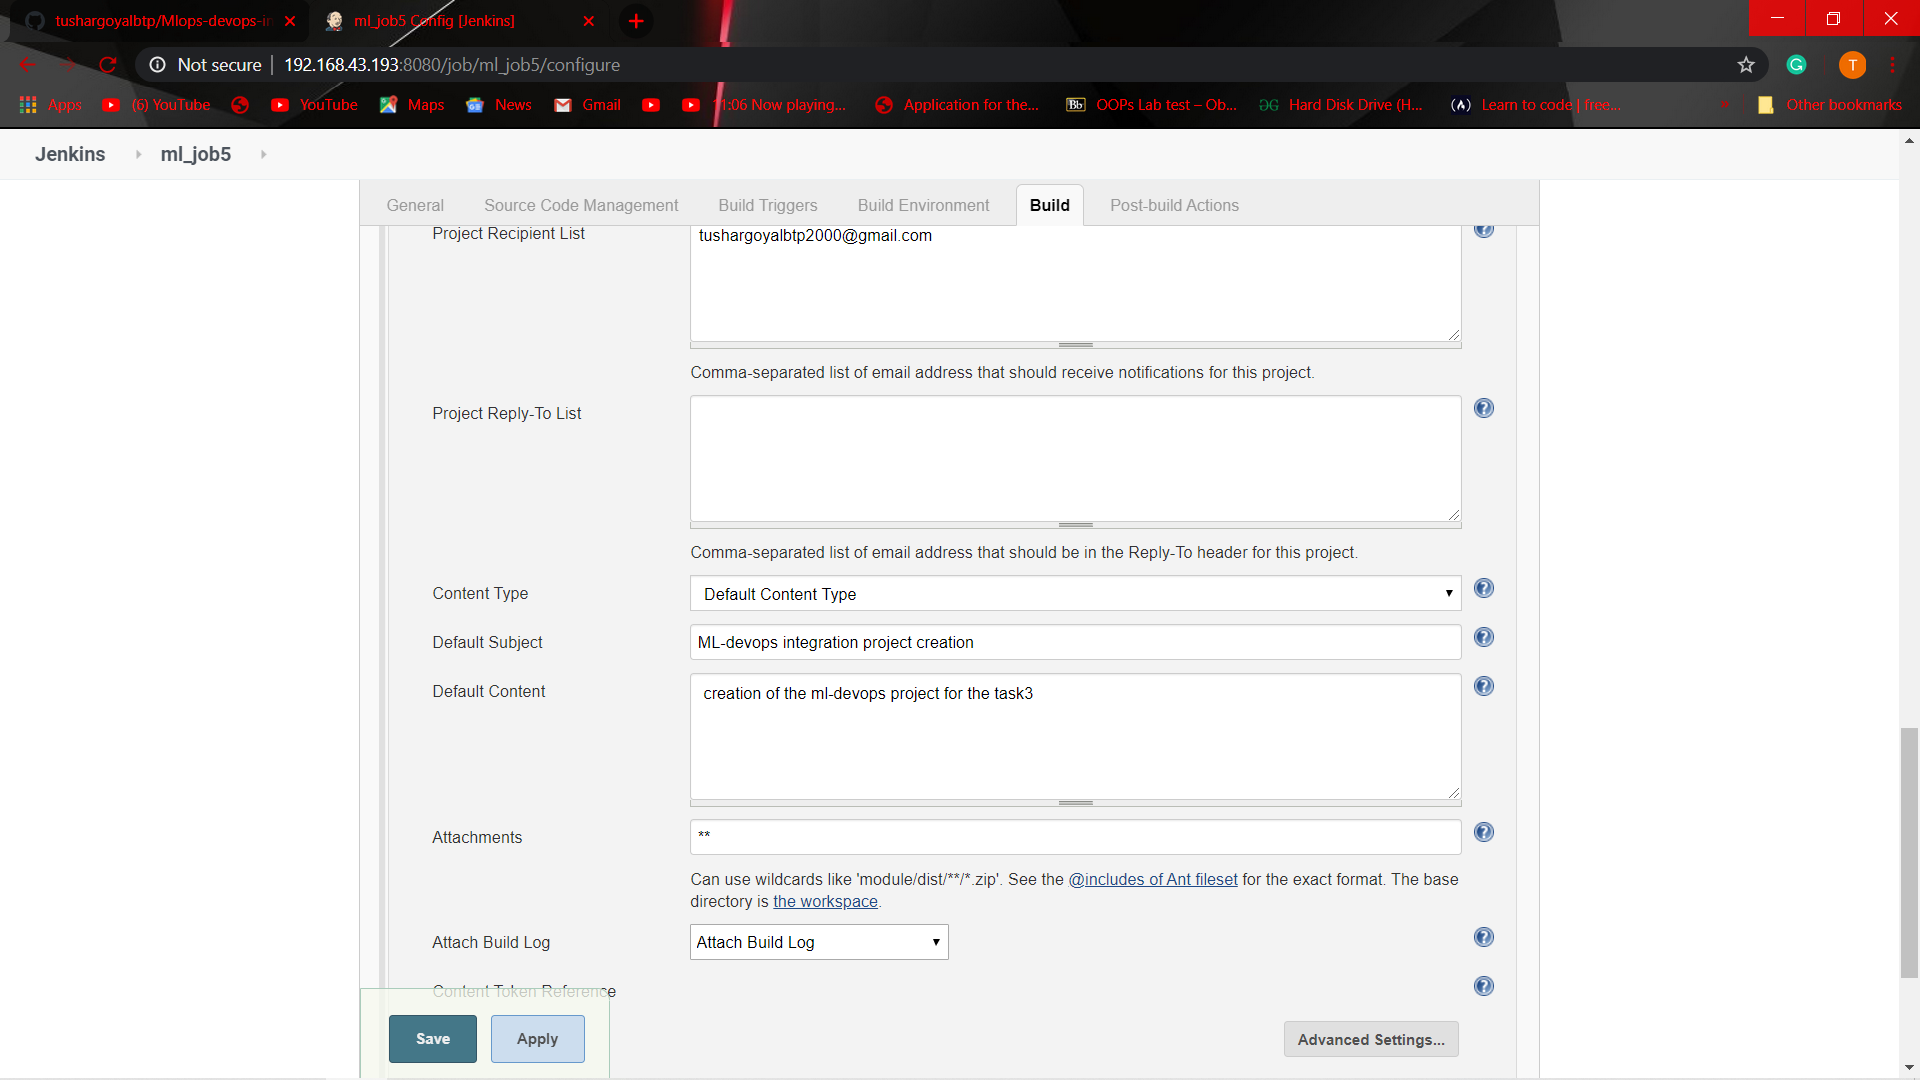 tushargoyalbtp/Mlops-devops-in
ml_job5 Config [Jenkins]
Not secure | 192.168.43.193:8080/job/ml_job5/configure
T
Apps
(6) YouTube
YouTube
Maps
News
Gmail
11:06 Now playing...
Application for the...
Bb OOPs Lab test – Ob...
Hard Disk Drive (H...
Learn to code | free...
Other bookmarks
Jenkins
ml_job5
General
Source Code Management
Build Triggers
Build Environment
Build
Post-build Actions
Project Recipient List
tushargoyalbtp2000@gmail.com
Comma-separated list of email address that should receive notifications for this project.
Project Reply-To List
Comma-separated list of email address that should be in the Reply-To header for this project.
Content Type
Default Content Type
Default Subject
ML-devops integration project creation
Default Content
creation of the ml-devops project for the task3
Attachments
**
Can use wildcards like 'module/dist/**/*.zip'. See the @includes of Ant fileset for the exact format. The base
directory is the workspace.
Attach Build Log
Attach Build Log
Content Token Reference
Save
Apply
Advanced Settings...